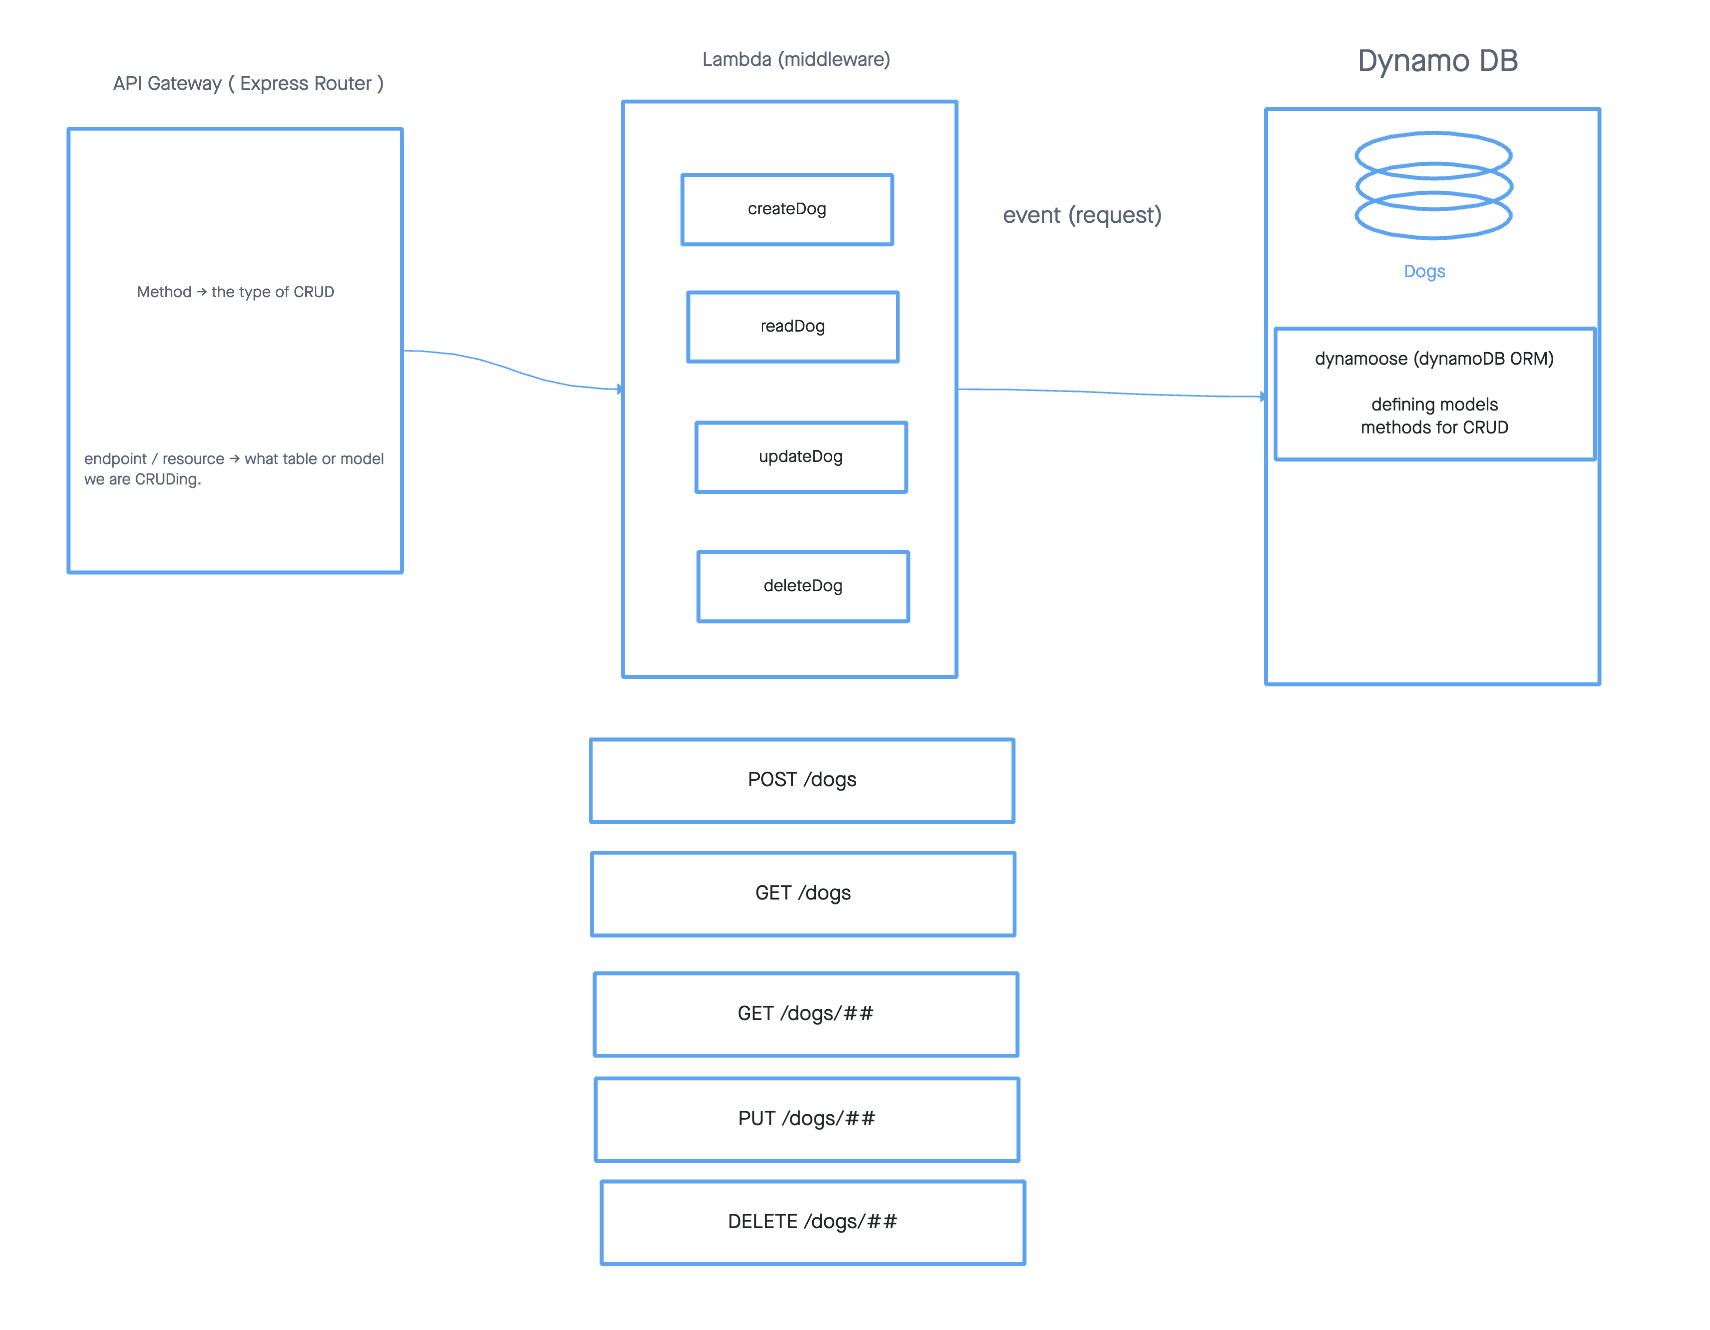 API Gateway ( Express Router )
Method → the type of CRUD
endpoint / resource → what table or model
we are CRUDing.
Lambda (middleware)
createDog
readDog
updateDog
deleteDog
event (request)
Dynamo DB
Dogs
dynamoose (dynamoDB ORM)
defining models
methods for CRUD
POST /dogs
GET /dogs
GET /dogs/##
PUT /dogs/##
DELETE /dogs/##